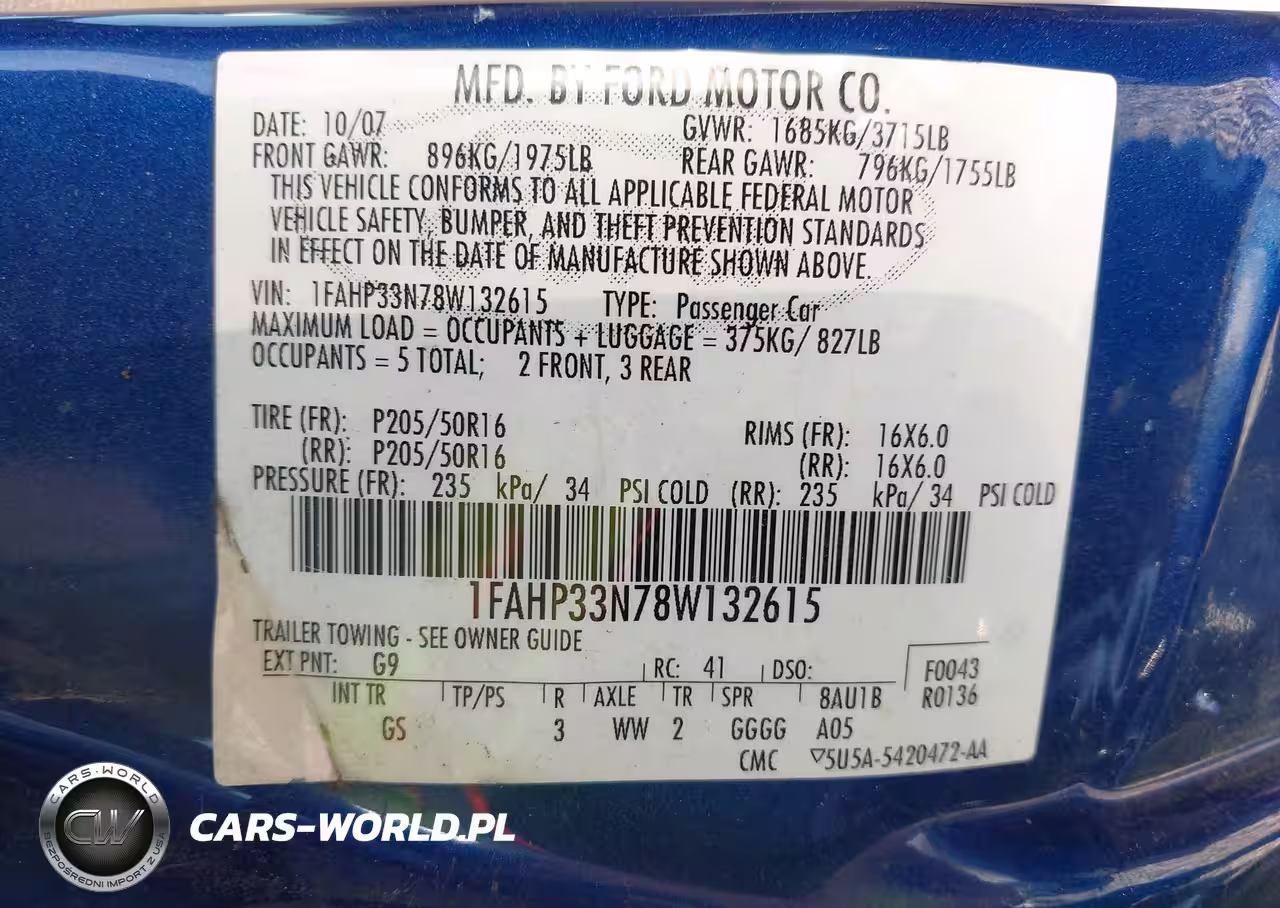 MFD. BY FORD MOTOR CO.
DATE: 10/07 GVWR: 1685KG/3715LB
FRONT GAWR: 896KG/1975LB REAR GAWR: 796KG/1755LB
THIS VEHICLE CONFORMS TO ALL APPLICABLE FEDERAL MOTOR
VEHICLE SAFETY, BUMPER, AND THEFT PREVENTION STANDARDS
IN EFFECT ON THE DATE OF MANUFACTURE SHOWN ABOVE.
VIN: 1FAHP33N78W132615 TYPE: Passenger Car
MAXIMUM LOAD = OCCUPANTS + LUGGAGE = 375KG/ 827LB
OCCUPANTS = 5 TOTAL; 2 FRONT, 3 REAR
TIRE (FR): P205/50R16 RIMS (FR): 16X6.0
(RR): P205/50R16 (RR): 16X6.0
PRESSURE (FR): 235 kPa/ 34 PSI COLD (RR): 235 kPa/ 34 PSI COLD
1FAHP33N78W132615
TRAILER TOWING - SEE OWNER GUIDE
EXT PNT: G9 RC: 41 DSO: F0043
INT TR TP/PS R AXLE TR SPR 8AU1B R0136
GS 3 WW 2 GGGG A05
CMC ▽5U5A-5420472-AA
CARS-WORLD
CW
BEZPOŚREDNI IMPORT Z USA
CARS-WORLD.PL